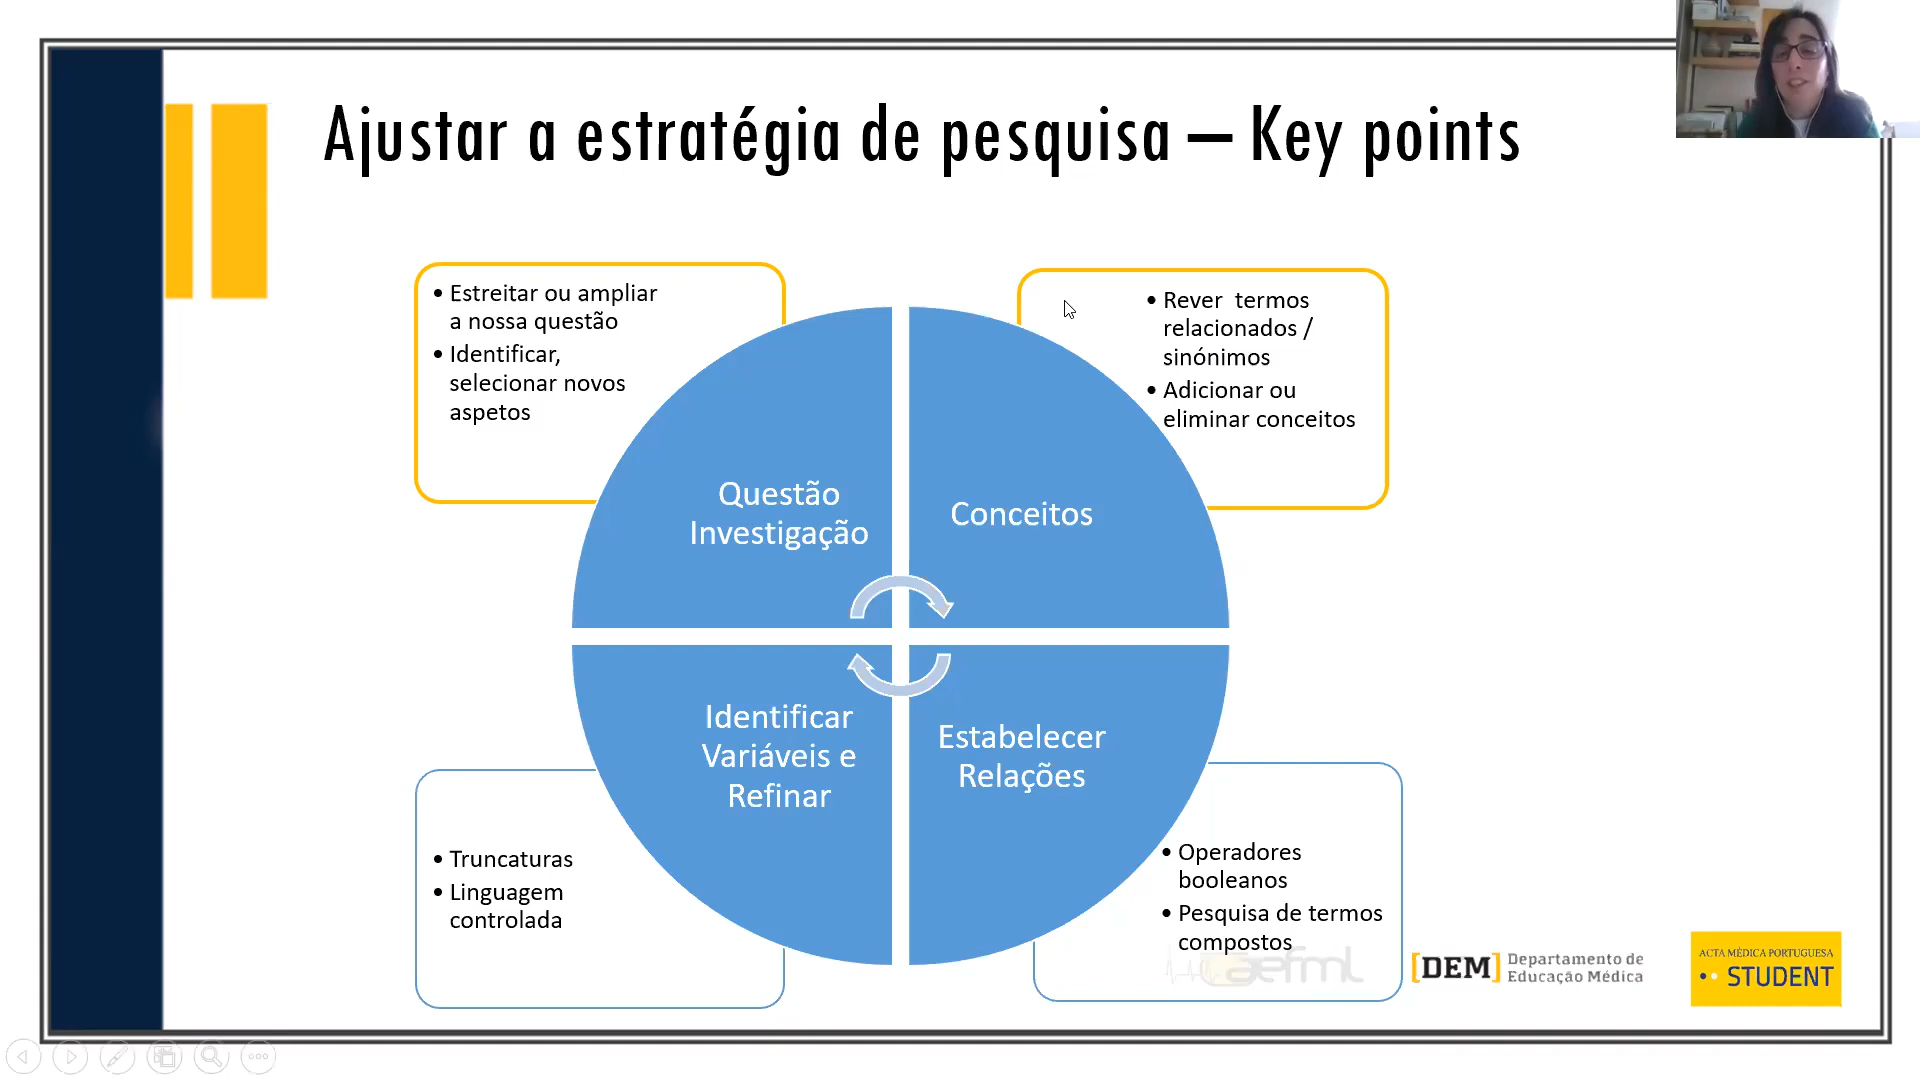 Ajustar a estratégia de pesquisa – Key points
• Estreitar ou ampliar
a nossa questão
• Identificar,
selecionar novos
aspetos
• Rever termos
relacionados /
sinónimos
• Adicionar ou
eliminar conceitos
Questão
Investigação
Conceitos
Identificar
Variáveis e
Refinar
Estabelecer
Relações
• Truncaturas
• Linguagem
controlada
• Operadores
booleanos
• Pesquisa de termos
compostos
aefml
[DEM] Departamento de
Educação Médica
ACTA MÉDICA PORTUGUESA
STUDENT